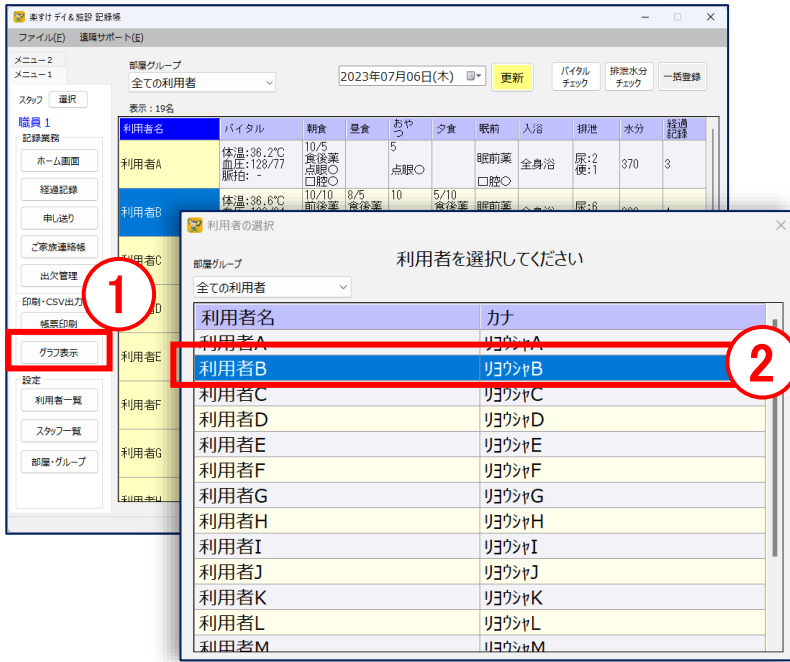 楽すけ デイ&施設 記録帳
ファイル(F) 遠隔サポート(E)
メニュー2
メニュー1
スタッフ 選択
職員 1
記録業務
ホーム画面
経過記録
申し送り
ご家族連絡帳
出欠管理
印刷・CSV出力
帳票印刷
グラフ表示
設定
利用者一覧
スタッフ一覧
部屋・グループ
部屋グループ
全ての利用者
2023年07月06日(木)
更新
バイタル
チェック
排泄水分
チェック
一括登録
表示:19名
利用者名 バイタル 朝食 昼食 おやつ 夕食 眠前 入浴 排泄 水分 経過記録
利用者A
体温:36.2℃
血圧:128/77
脈拍: -
10/5
食後薬
点眼○
口腔○
5
点眼○
眠前薬
口腔○
全身浴
尿:2
便:1
370
3
利用者B
体温:36.6℃
10/10
前後薬
8/5
食後薬
10
5/10
食後薬
眠前薬
尿:6
利用者E
利用者F
利用者G
1
利用者の選択
部屋グループ
利用者を選択してください
全ての利用者
利用者名 カナ
利用者A リヨウシャA
利用者B リヨウシャB
利用者C リヨウシャC
利用者D リヨウシャD
利用者E リヨウシャE
利用者F リヨウシャF
利用者G リヨウシャG
利用者H リヨウシャH
利用者I リヨウシャI
利用者J リヨウシャJ
利用者K リヨウシャK
利用者L リヨウシャL
利用者M リヨウシャM
2